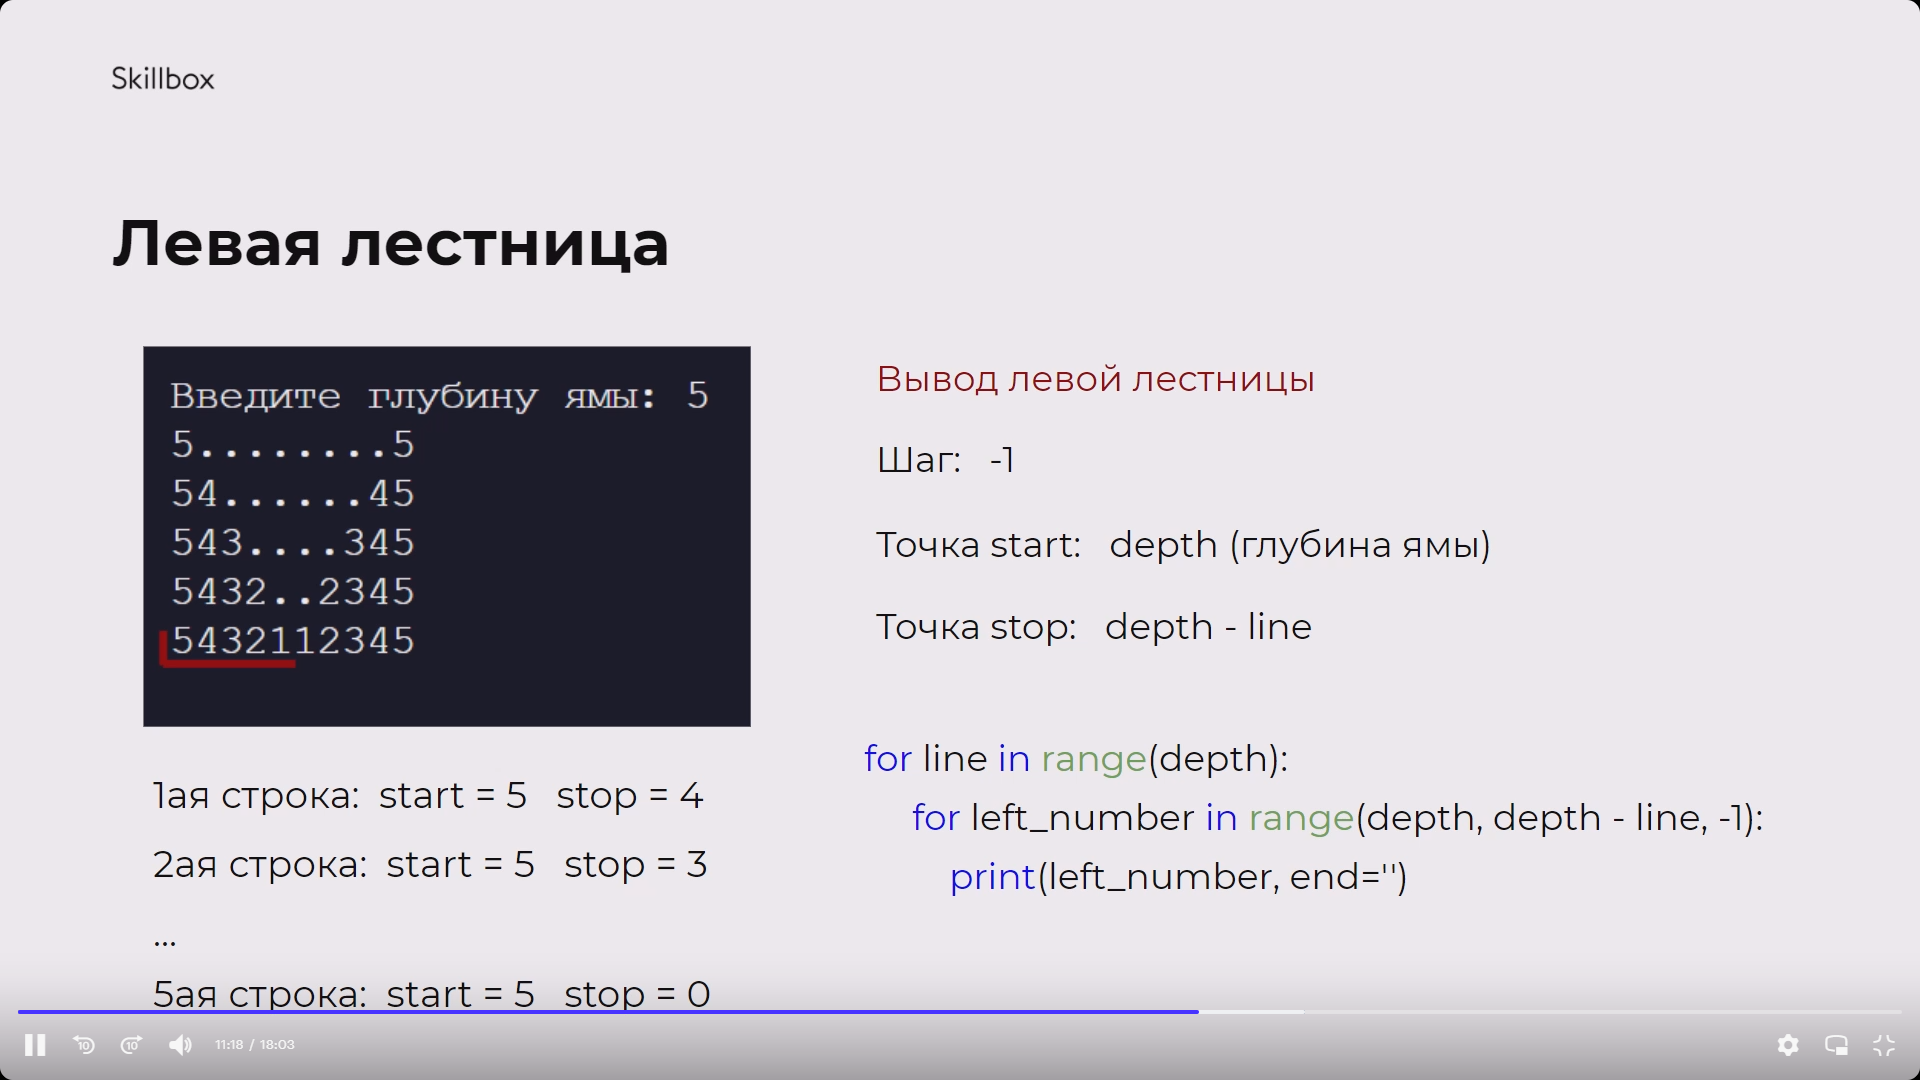 Skillbox
Левая лестница
Введите глубину ямы: 5
5........5
54......45
543....345
5432..2345
5432112345
1ая строка: start = 5 stop = 4
2ая строка: start = 5 stop = 3
...
5ая строка: start = 5 stop = 0
Вывод левой лестницы
Шаг: -1
Точка start: depth (глубина ямы)
Точка stop: depth - line
for line in range(depth):
for left_number in range(depth, depth - line, -1):
print(left_number, end='')
10
10
11:18 / 18:03